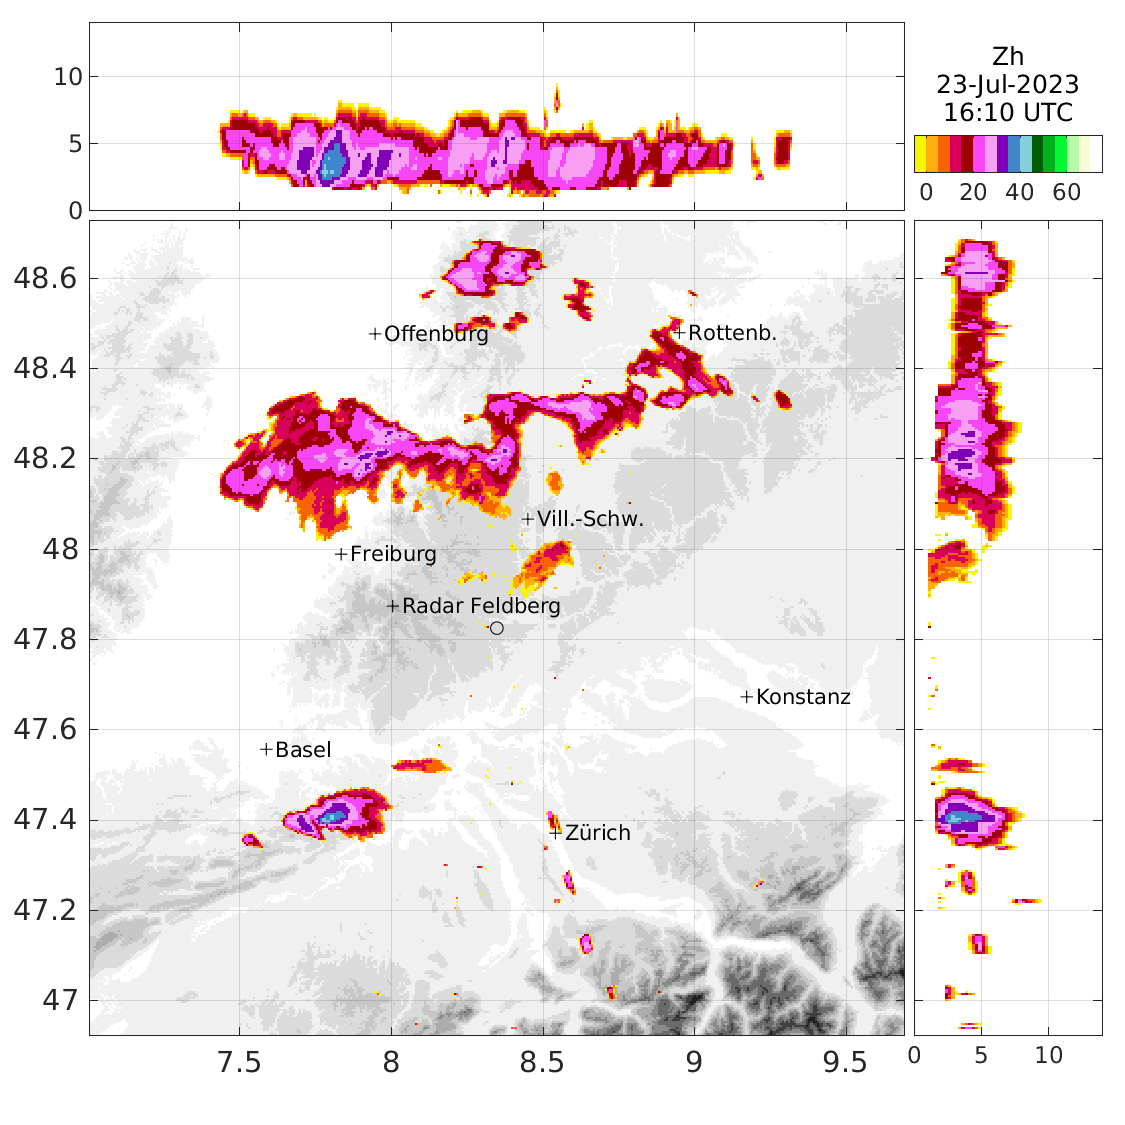 10
5
0
Zh
23-Jul-2023
16:10 UTC
0 20 40 60
48.6
48.4
48.2
48
47.8
47.6
47.4
47.2
47
+Offenburg
+Rottenb.
+Vill.-Schw.
+Freiburg
+Radar Feldberg
+Konstanz
+Basel
+Zürich
7.5 8 8.5 9 9.5
0 5 10